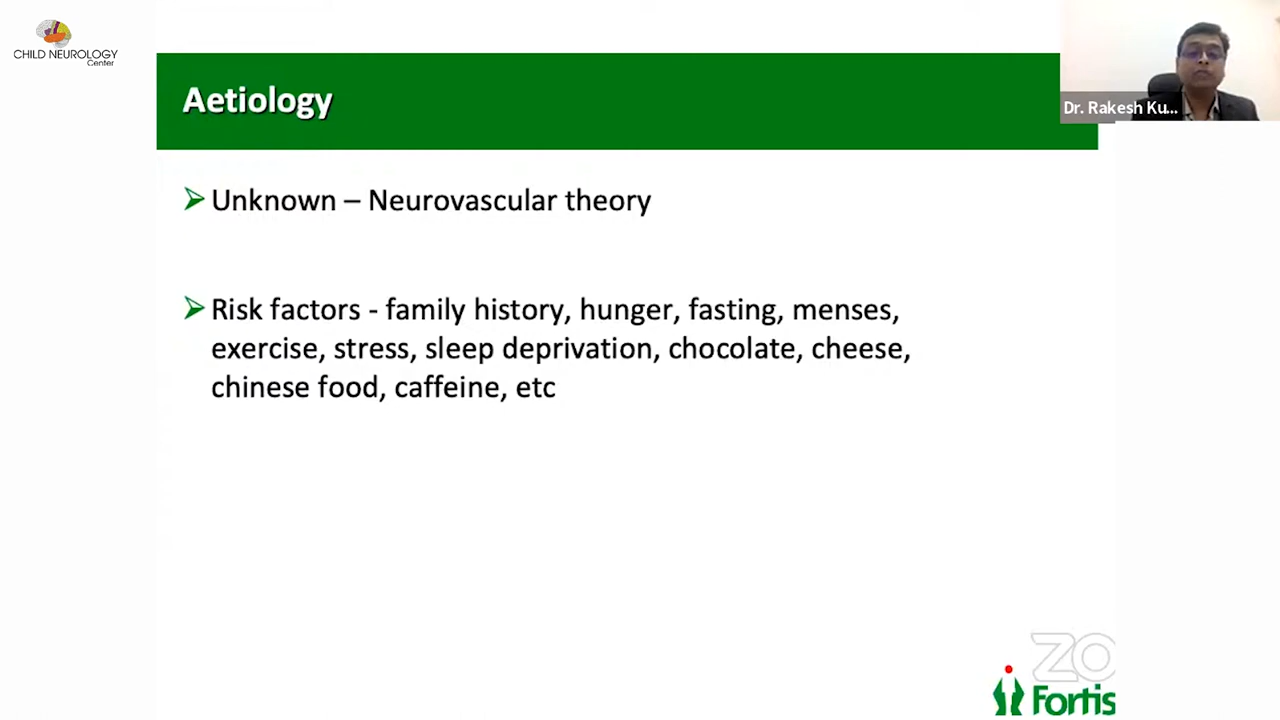 CHILD NEUROLOGY
Center
Aetiology
Dr. Rakesh Ku...
Unknown – Neurovascular theory
Risk factors - family history, hunger, fasting, menses,
exercise, stress, sleep deprivation, chocolate, cheese,
chinese food, caffeine, etc
Fortis